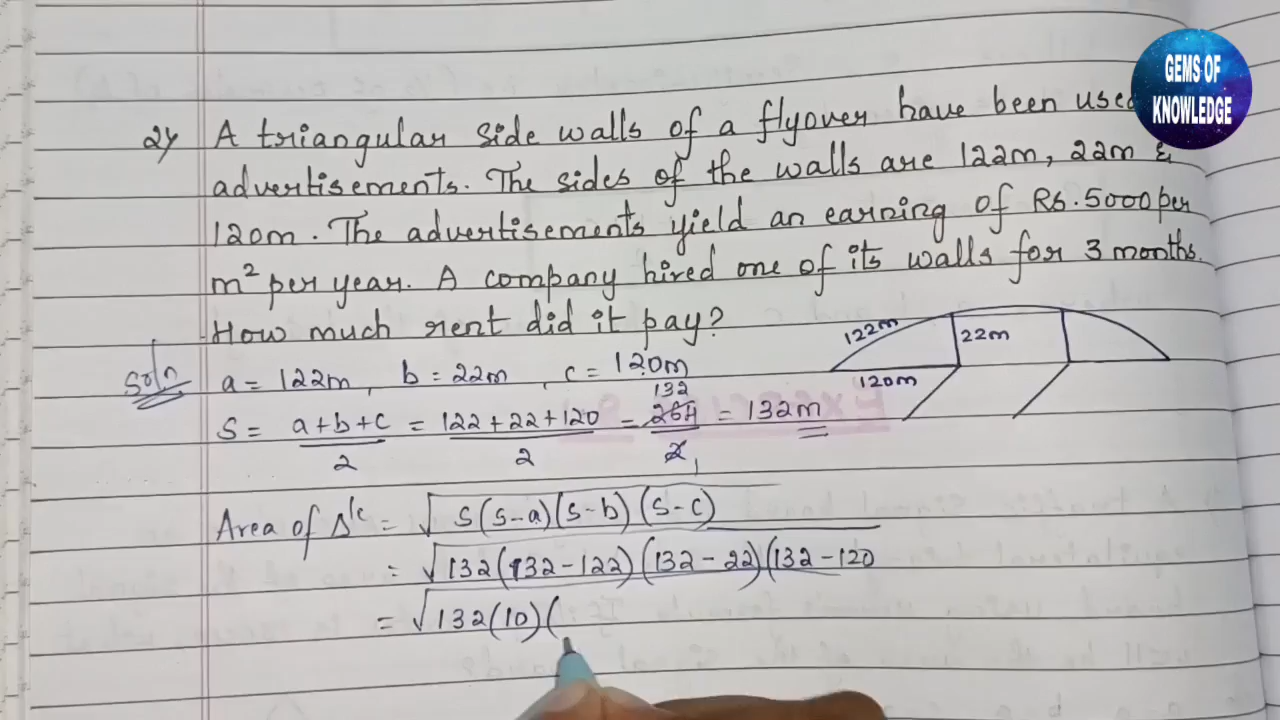 GEMS OF
KNOWLEDGE
2) A triangular side walls of a flyover have been used
advertisements. The sides of the walls are 122m, 22m &
120m. The advertisements yield an earning of Rs.5000 per
m² per year. A company hired one of its walls for 3 months.
How much rent did it pay?
122m
22m
120m
Soln
a = 122m, b = 22m, c = 120m
S = a+b+c/2 = 122+22+120/2 = 264/2 = 132m
132
1
Area of Δle = √S(S-a)(S-b)(S-c)
= √132(132-122)(132-22)(132-120
= √132(10)(